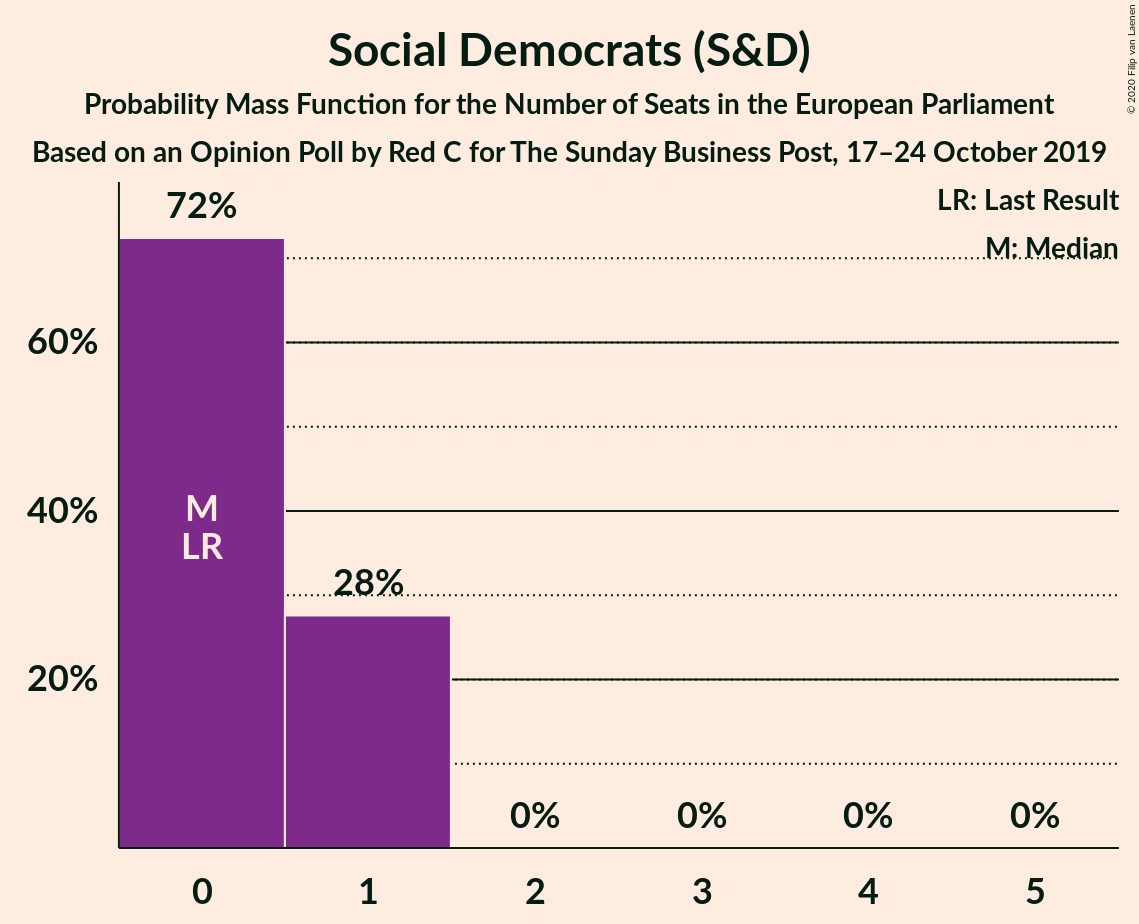 Social Democrats (S&D)
Probability Mass Function for the Number of Seats in the European Parliament
Based on an Opinion Poll by Red C for The Sunday Business Post, 17–24 October 2019
© 2020 Filip van Laenen
LR: Last Result
M: Median
72%
60%
40%
20%
M
LR
28%
0%
0%
0%
0%
0
1
2
3
4
5